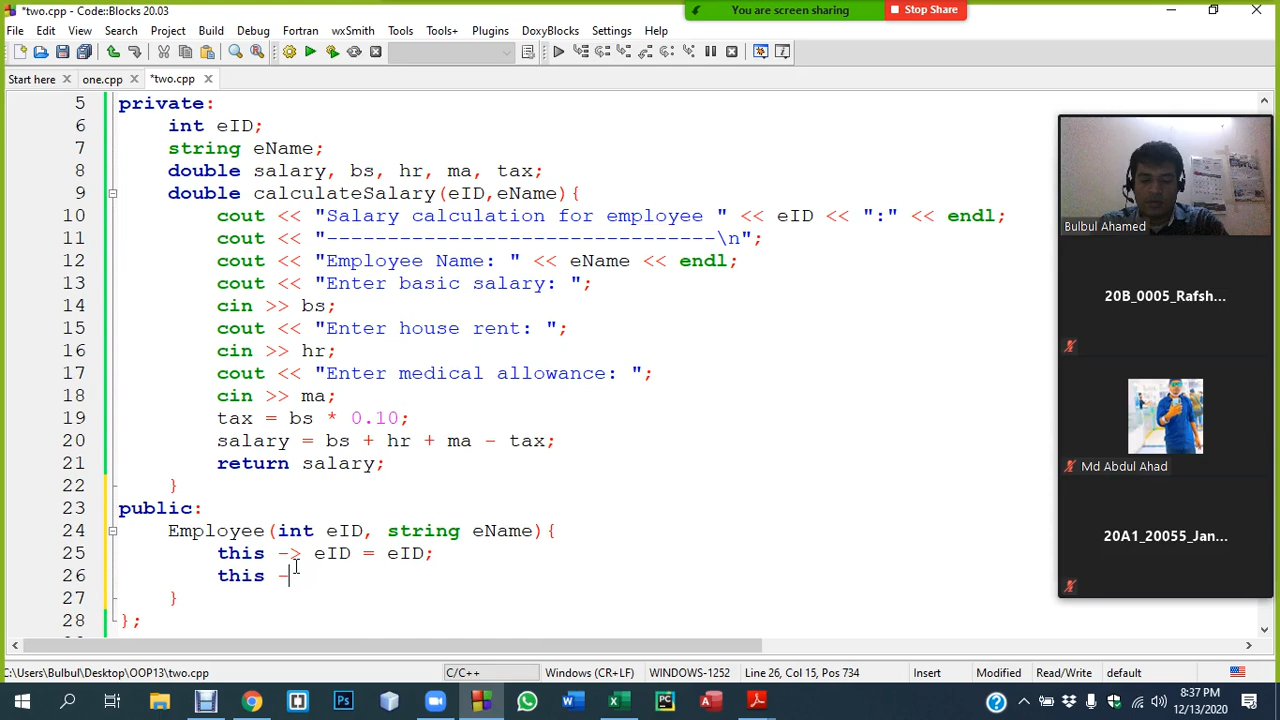 *two.cpp - Code::Blocks 20.03
You are screen sharing
Stop Share
File Edit View Search Project Build Debug Fortran wxSmith Tools Tools+ Plugins DoxyBlocks Settings Help
Start here one.cpp *two.cpp
5 private:
6 int eID;
7 string eName;
8 double salary, bs, hr, ma, tax;
9 double calculateSalary(eID,eName){
10 cout << "Salary calculation for employee " << eID << ":" << endl;
11 cout << "--------------------------------\n";
12 cout << "Employee Name: " << eName << endl;
13 cout << "Enter basic salary: ";
14 cin >> bs;
15 cout << "Enter house rent: ";
16 cin >> hr;
17 cout << "Enter medical allowance: ";
18 cin >> ma;
19 tax = bs * 0.10;
20 salary = bs + hr + ma - tax;
21 return salary;
22 }
23 public:
24 Employee(int eID, string eName){
25 this -> eID = eID;
26 this -
27 }
28 };
Bulbul Ahamed
20B_0005_Rafsh...
Md Abdul Ahad
20A1_20055_Jan...
C:\Users\Bulbul\Desktop\OOP13\two.cpp C/C++ Windows (CR+LF) WINDOWS-1252 Line 26, Col 15, Pos 734 Insert Modified Read/Write default
8:37 PM
12/13/2020